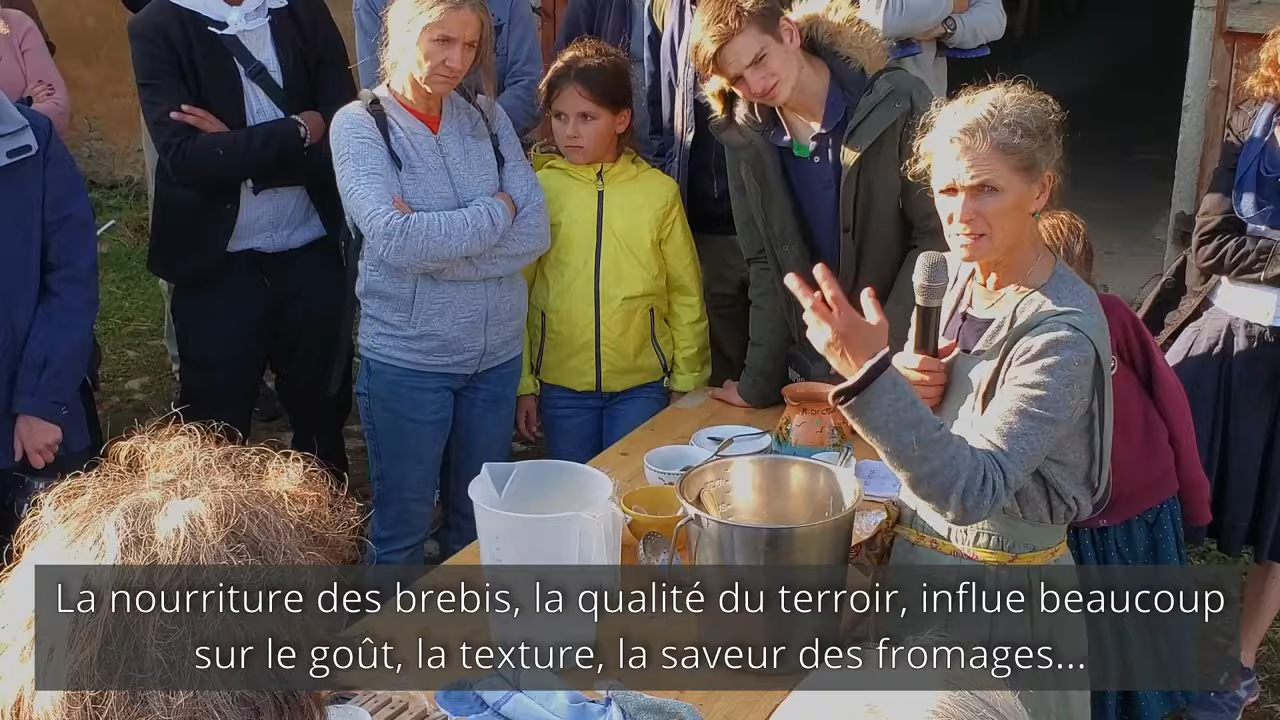 La nourriture des brebis, la qualité du terroir, influe beaucoup
sur le goût, la texture, la saveur des fromages...